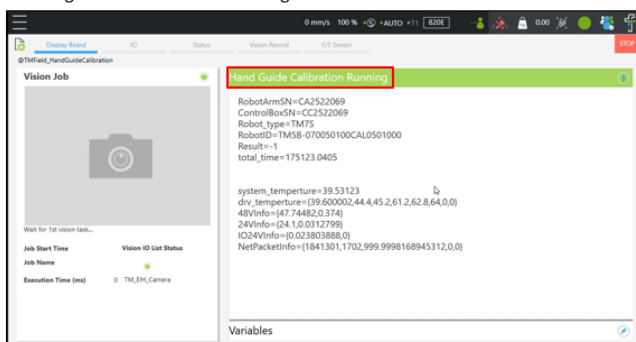 0 mm/s 100 % S AUTO T1 820E 0.00
Display Board IO Status Vision Record F/T Sensor STOP
@TMField_HandGuideCalibration
Vision Job
Hand Guide Calibration Running
RobotArmSN=CA2522069
ControlBoxSN=CC2522069
Robot_type=TM7S
RobotID=TM5B-070050100CAL0501000
Result=-1
total_time=175123.0405
system_temperture=39.53123
drv_temperture={39.600002,44.4,45.2,61.2,62.8,64,0,0}
48VInfo={47.74482,0.374}
24VInfo={24.1,0.0312799}
IO24VInfo={0.023803888,0}
NetPacketInfo={1841301,1702,999.9998168945312,0,0}
Wait for 1st vision task...
Job Start Time Vision IO List Status
Job Name
Execution Time (ms) 0 TM_EIH_Camera
Variables